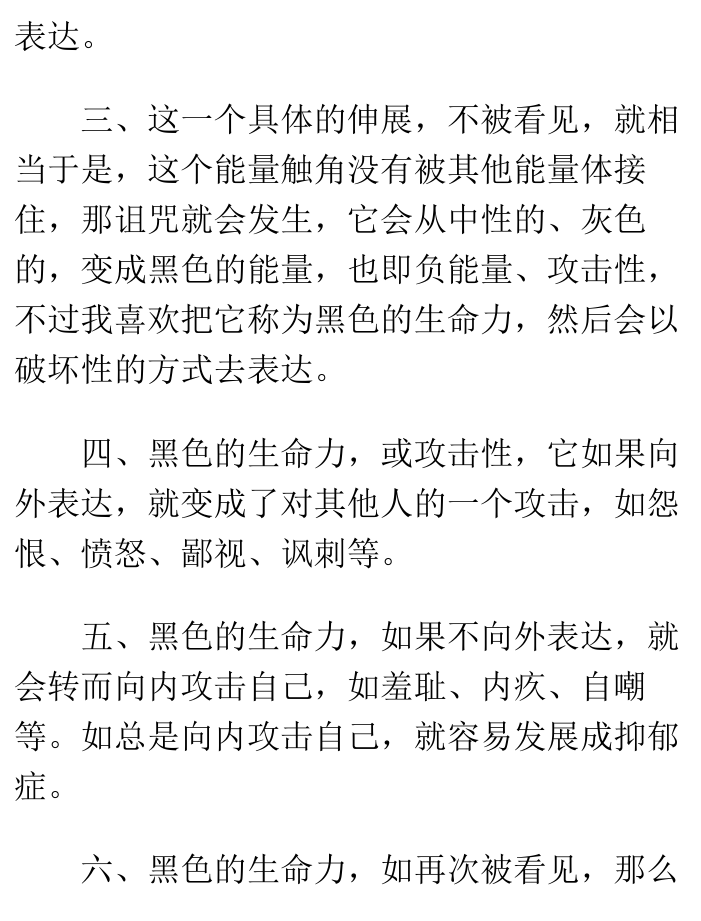 表达。
三、这一个具体的伸展，不被看见，就相
当于是，这个能量触角没有被其他能量体接
住，那诅咒就会发生，它会从中性的、灰色
的，变成黑色的能量，也即负能量、攻击性，
不过我喜欢把它称为黑色的生命力，然后会以
破坏性的方式去表达。
四、黑色的生命力，或攻击性，它如果向
外表达，就变成了对其他人的一个攻击，如怨
恨、愤怒、鄙视、讽刺等。
五、黑色的生命力，如果不向外表达，就
会转而向内攻击自己，如羞耻、内疚、自嘲
等。如总是向内攻击自己，就容易发展成抑郁
症。
六、黑色的生命力，如再次被看见，那么